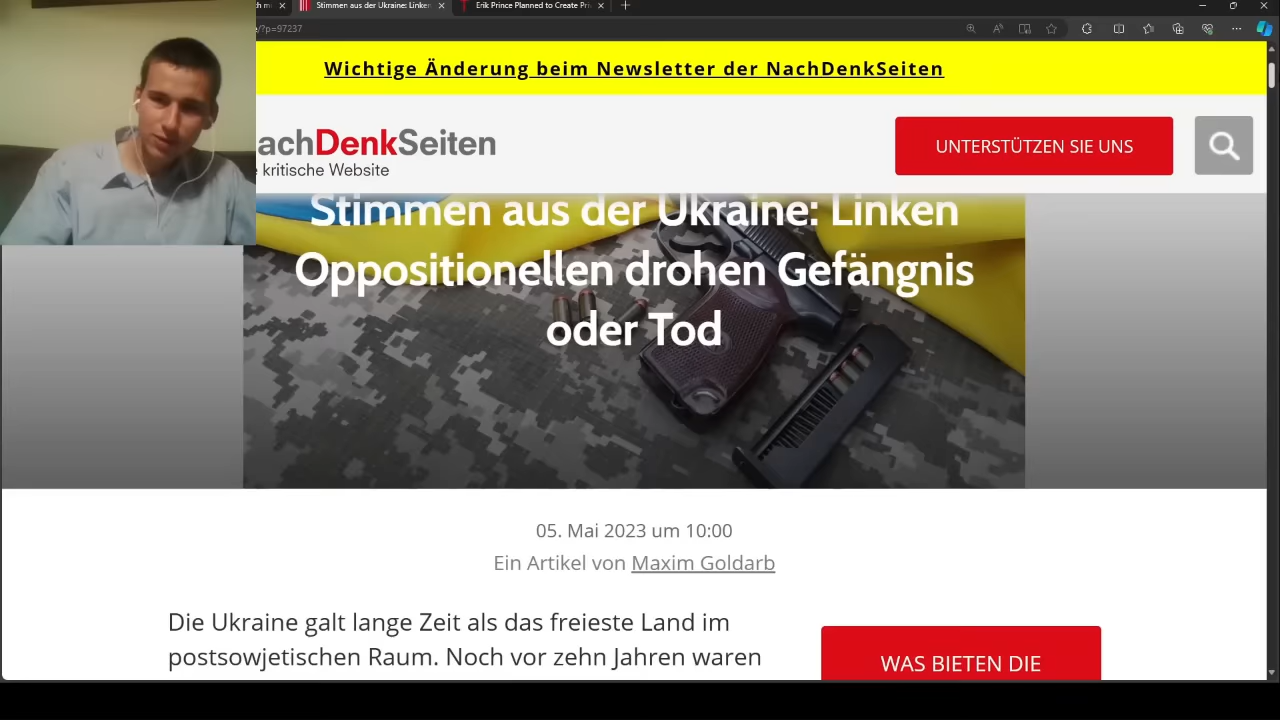 Stimmen aus der Ukraine: Linken
Erik Prince Planned to Create Pri
/?p=97237
Wichtige Änderung beim Newsletter der NachDenkSeiten
achDenkSeiten
kritische Website
UNTERSTÜTZEN SIE UNS
Stimmen aus der Ukraine: Linken
Oppositionellen drohen Gefängnis
oder Tod
05. Mai 2023 um 10:00
Ein Artikel von Maxim Goldarb
Die Ukraine galt lange Zeit als das freieste Land im
postsowjetischen Raum. Noch vor zehn Jahren waren
WAS BIETEN DIE